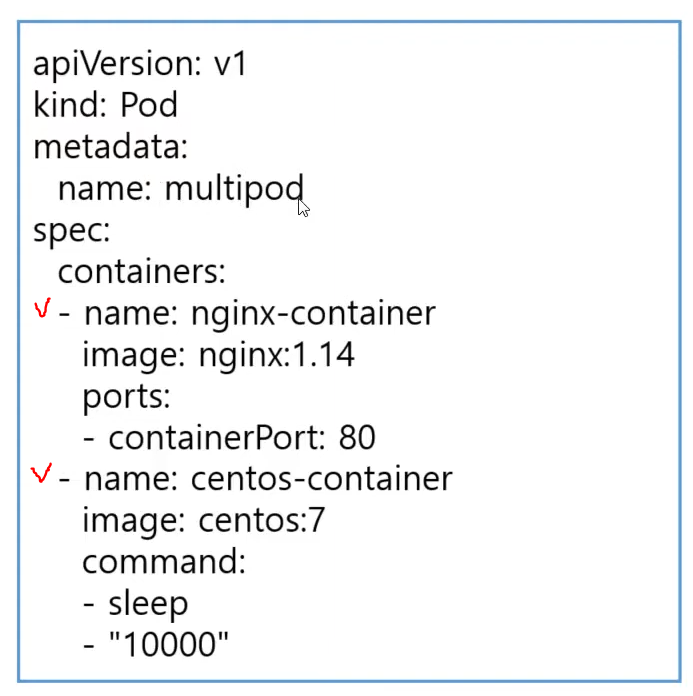 apiVersion: v1
kind: Pod
metadata:
  name: multipod
spec:
  containers:
  - name: nginx-container
    image: nginx:1.14
    ports:
    - containerPort: 80
  - name: centos-container
    image: centos:7
    command:
    - sleep
    - "10000"